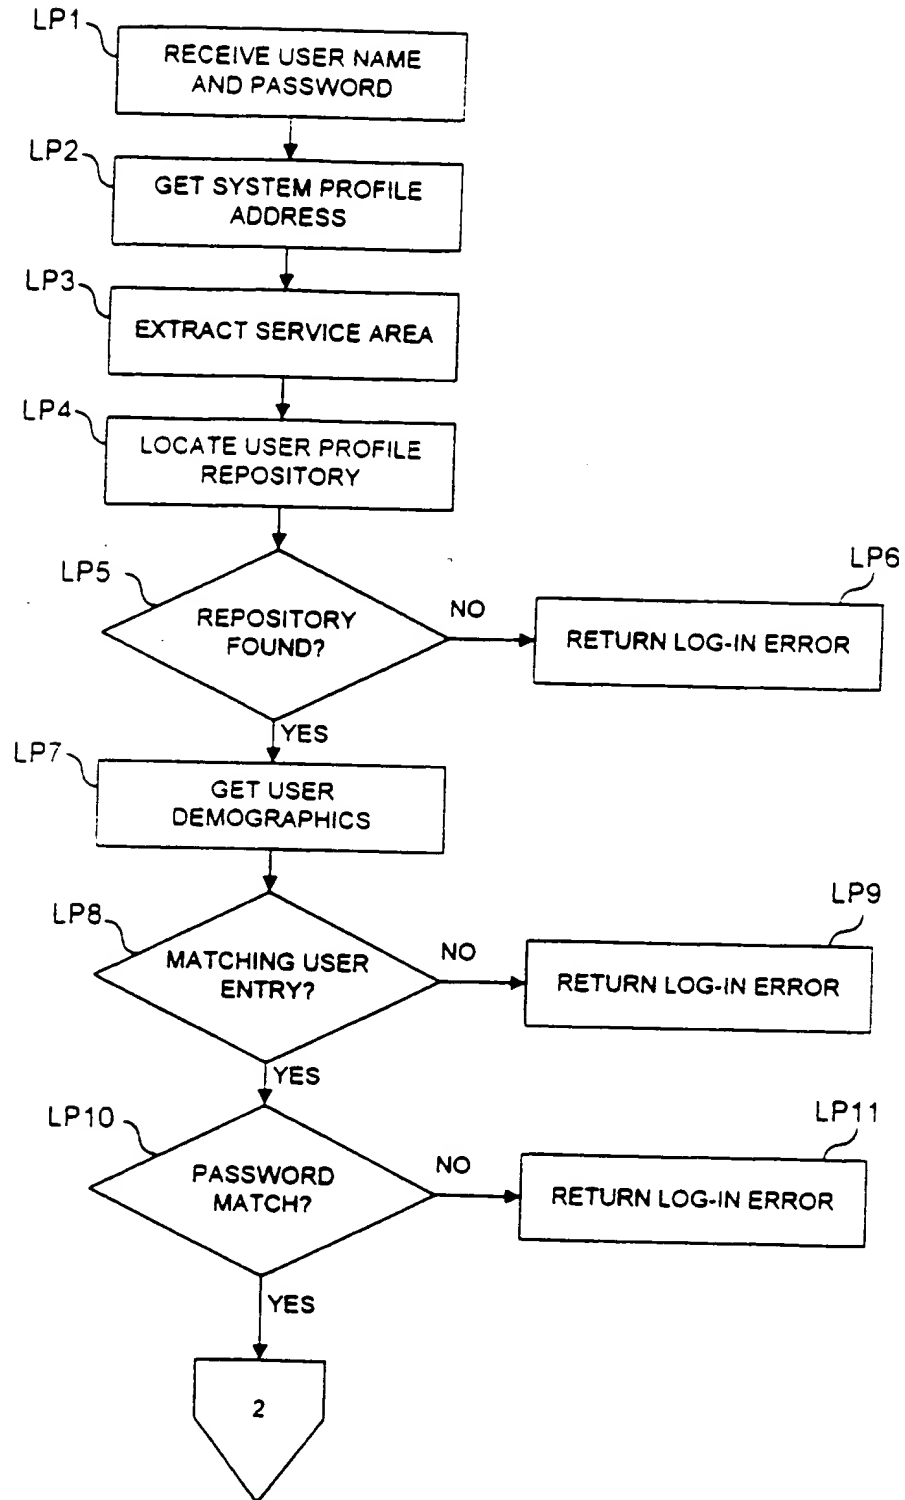 LP1
RECEIVE USER NAME
AND PASSWORD
LP2
GET SYSTEM PROFILE
ADDRESS
LP3
EXTRACT SERVICE AREA
LP4
LOCATE USER PROFILE
REPOSITORY
LP5
REPOSITORY
FOUND?
NO
LP6
RETURN LOG-IN ERROR
YES
LP7
GET USER
DEMOGRAPHICS
LP8
MATCHING USER
ENTRY?
NO
LP9
RETURN LOG-IN ERROR
YES
LP10
PASSWORD
MATCH?
NO
LP11
RETURN LOG-IN ERROR
YES
2